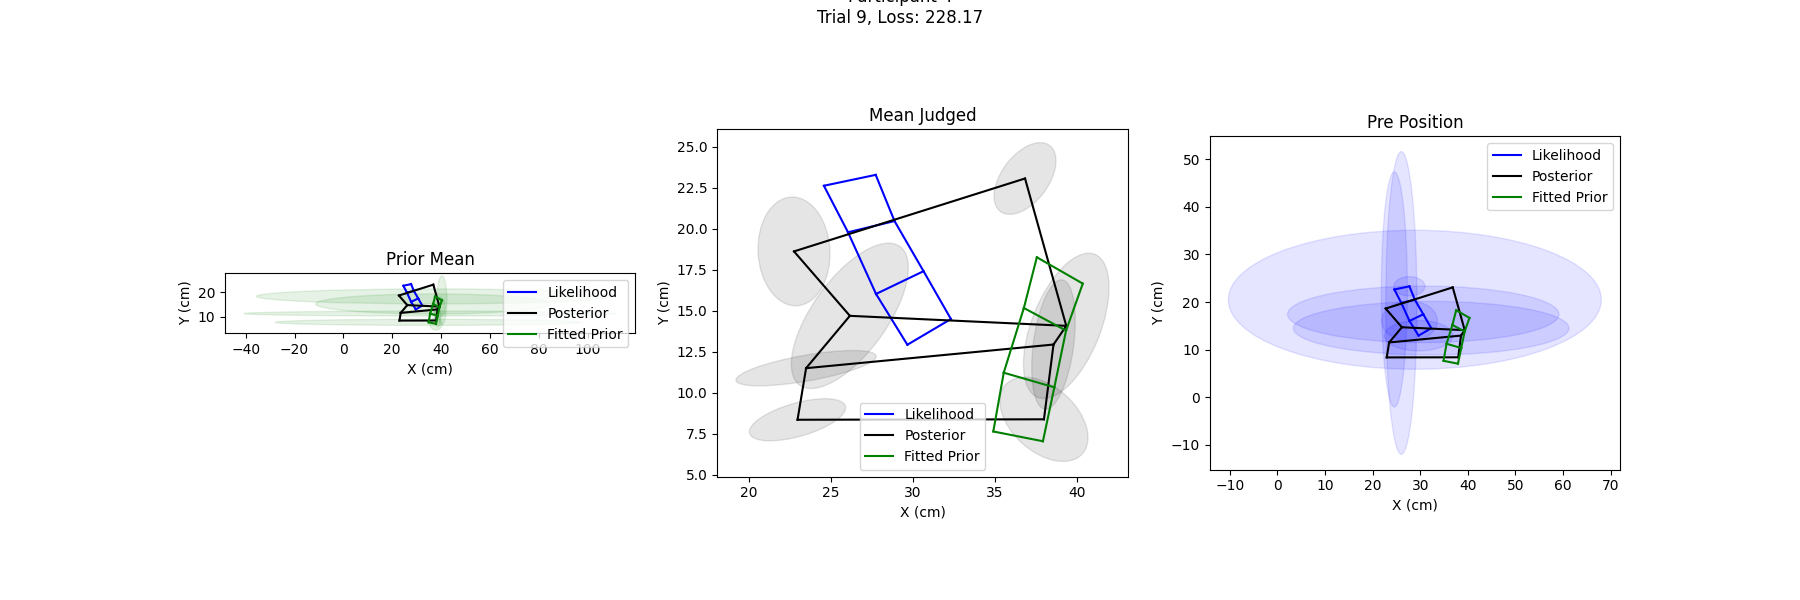 Trial 9, Loss: 228.17
Prior Mean
Y (cm)
20
10
−40
−20
0
20
40
60
80
100
X (cm)
Likelihood
Posterior
Fitted Prior
Mean Judged
Y (cm)
25.0
22.5
20.0
17.5
15.0
12.5
10.0
7.5
5.0
20
25
30
35
40
X (cm)
Likelihood
Posterior
Fitted Prior
Pre Position
Y (cm)
50
40
30
20
10
0
−10
−10
0
10
20
30
40
50
60
70
X (cm)
Likelihood
Posterior
Fitted Prior